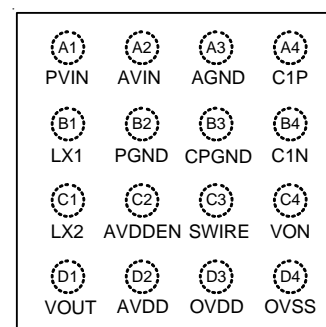 A1 A2 A3 A4
PVIN AVIN AGND C1P
B1 B2 B3 B4
LX1 PGND CPGND C1N
C1 C2 C3 C4
LX2 AVDDEN SWIRE VON
D1 D2 D3 D4
VOUT AVDD OVDD OVSS